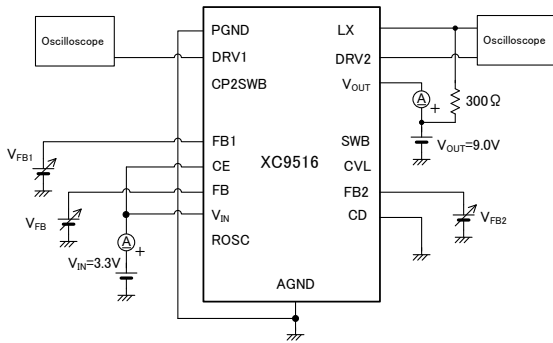 Oscilloscope
PGND
DRV1
CP2SWB
FB1
CE
FB
VIN
ROSC
XC9516
AGND
LX
DRV2
VOUT
SWB
CVL
FB2
CD
Oscilloscope
A
+
300Ω
VOUT=9.0V
VFB1
VFB
A
+
VIN=3.3V
VFB2